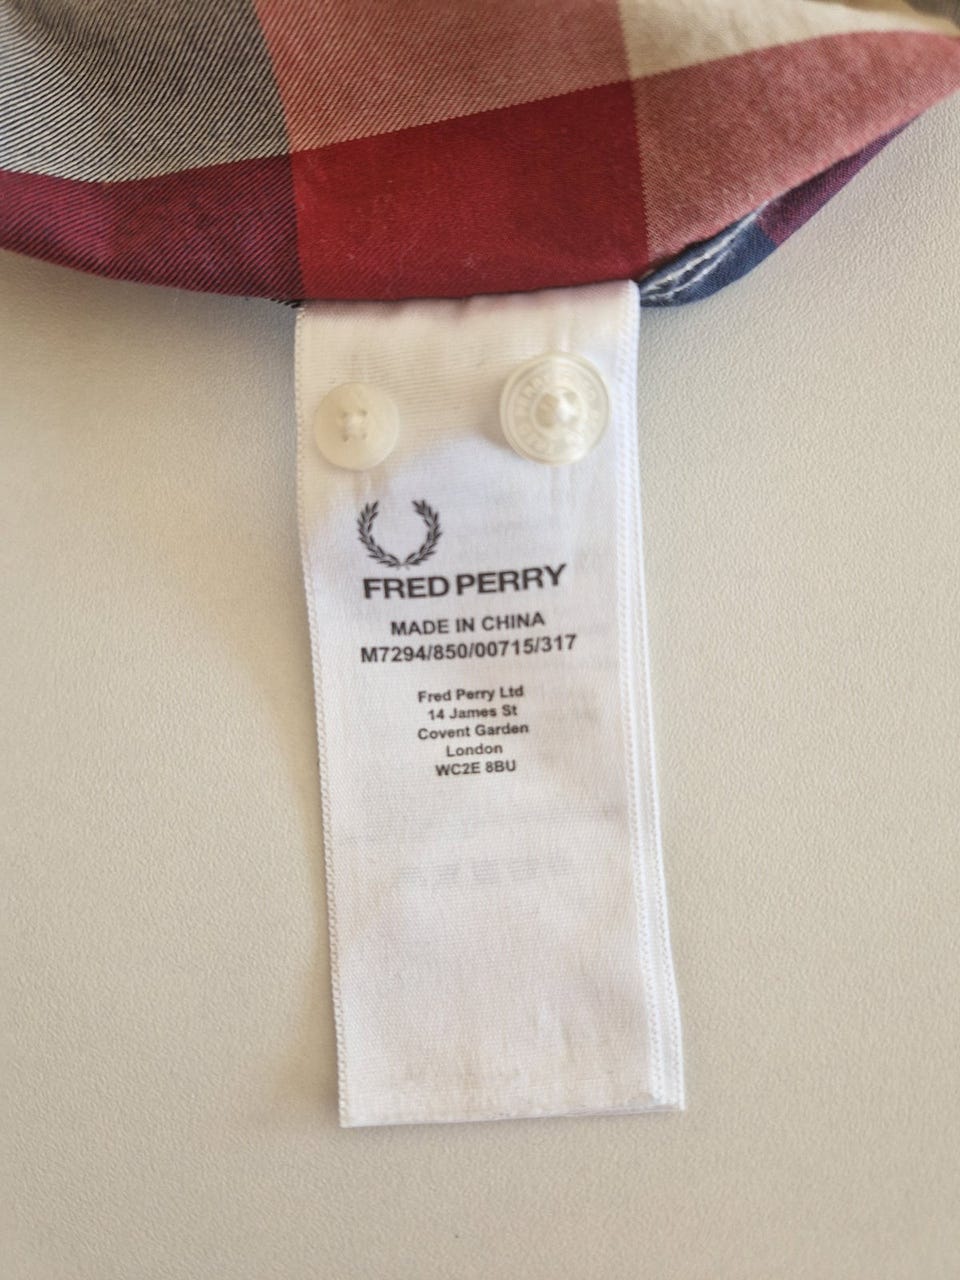 FRED PERRY
MADE IN CHINA
M7294/850/00715/317
Fred Perry Ltd
14 James St
Covent Garden
London
WC2E 8BU